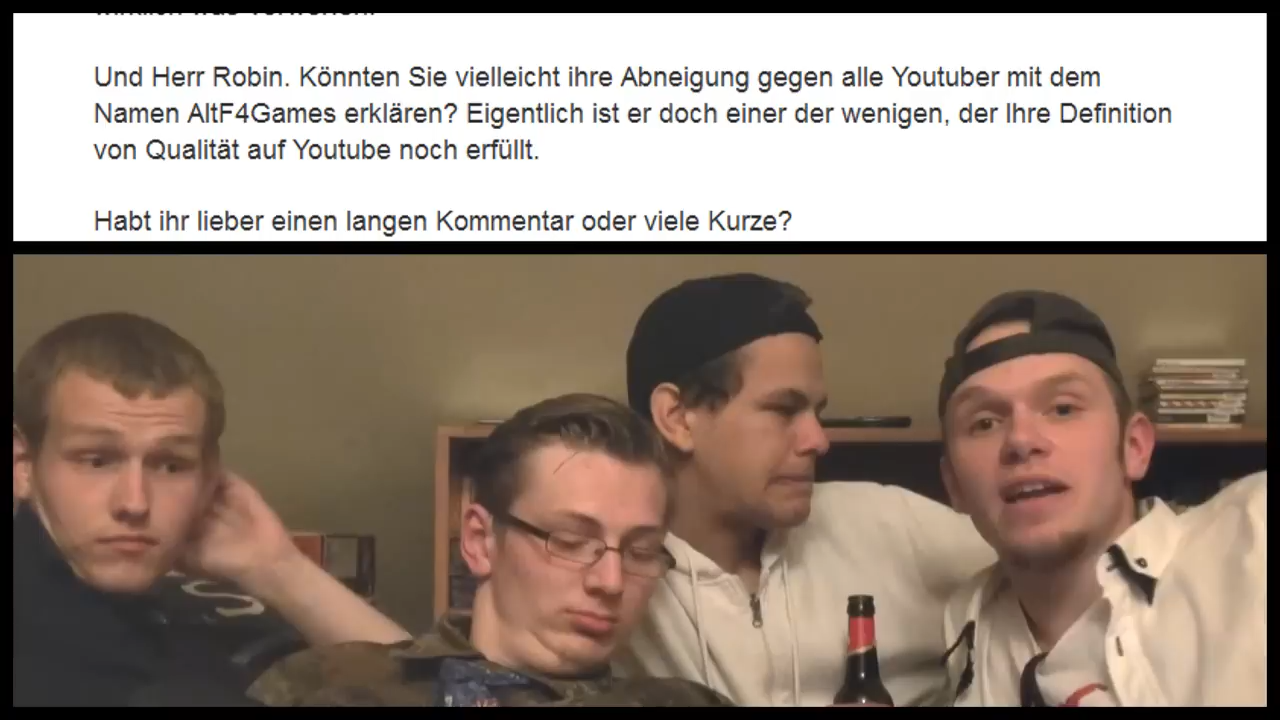 Und Herr Robin. Könnten Sie vielleicht ihre Abneigung gegen alle Youtuber mit dem
Namen AltF4Games erklären? Eigentlich ist er doch einer der wenigen, der Ihre Definition
von Qualität auf Youtube noch erfüllt.
Habt ihr lieber einen langen Kommentar oder viele Kurze?